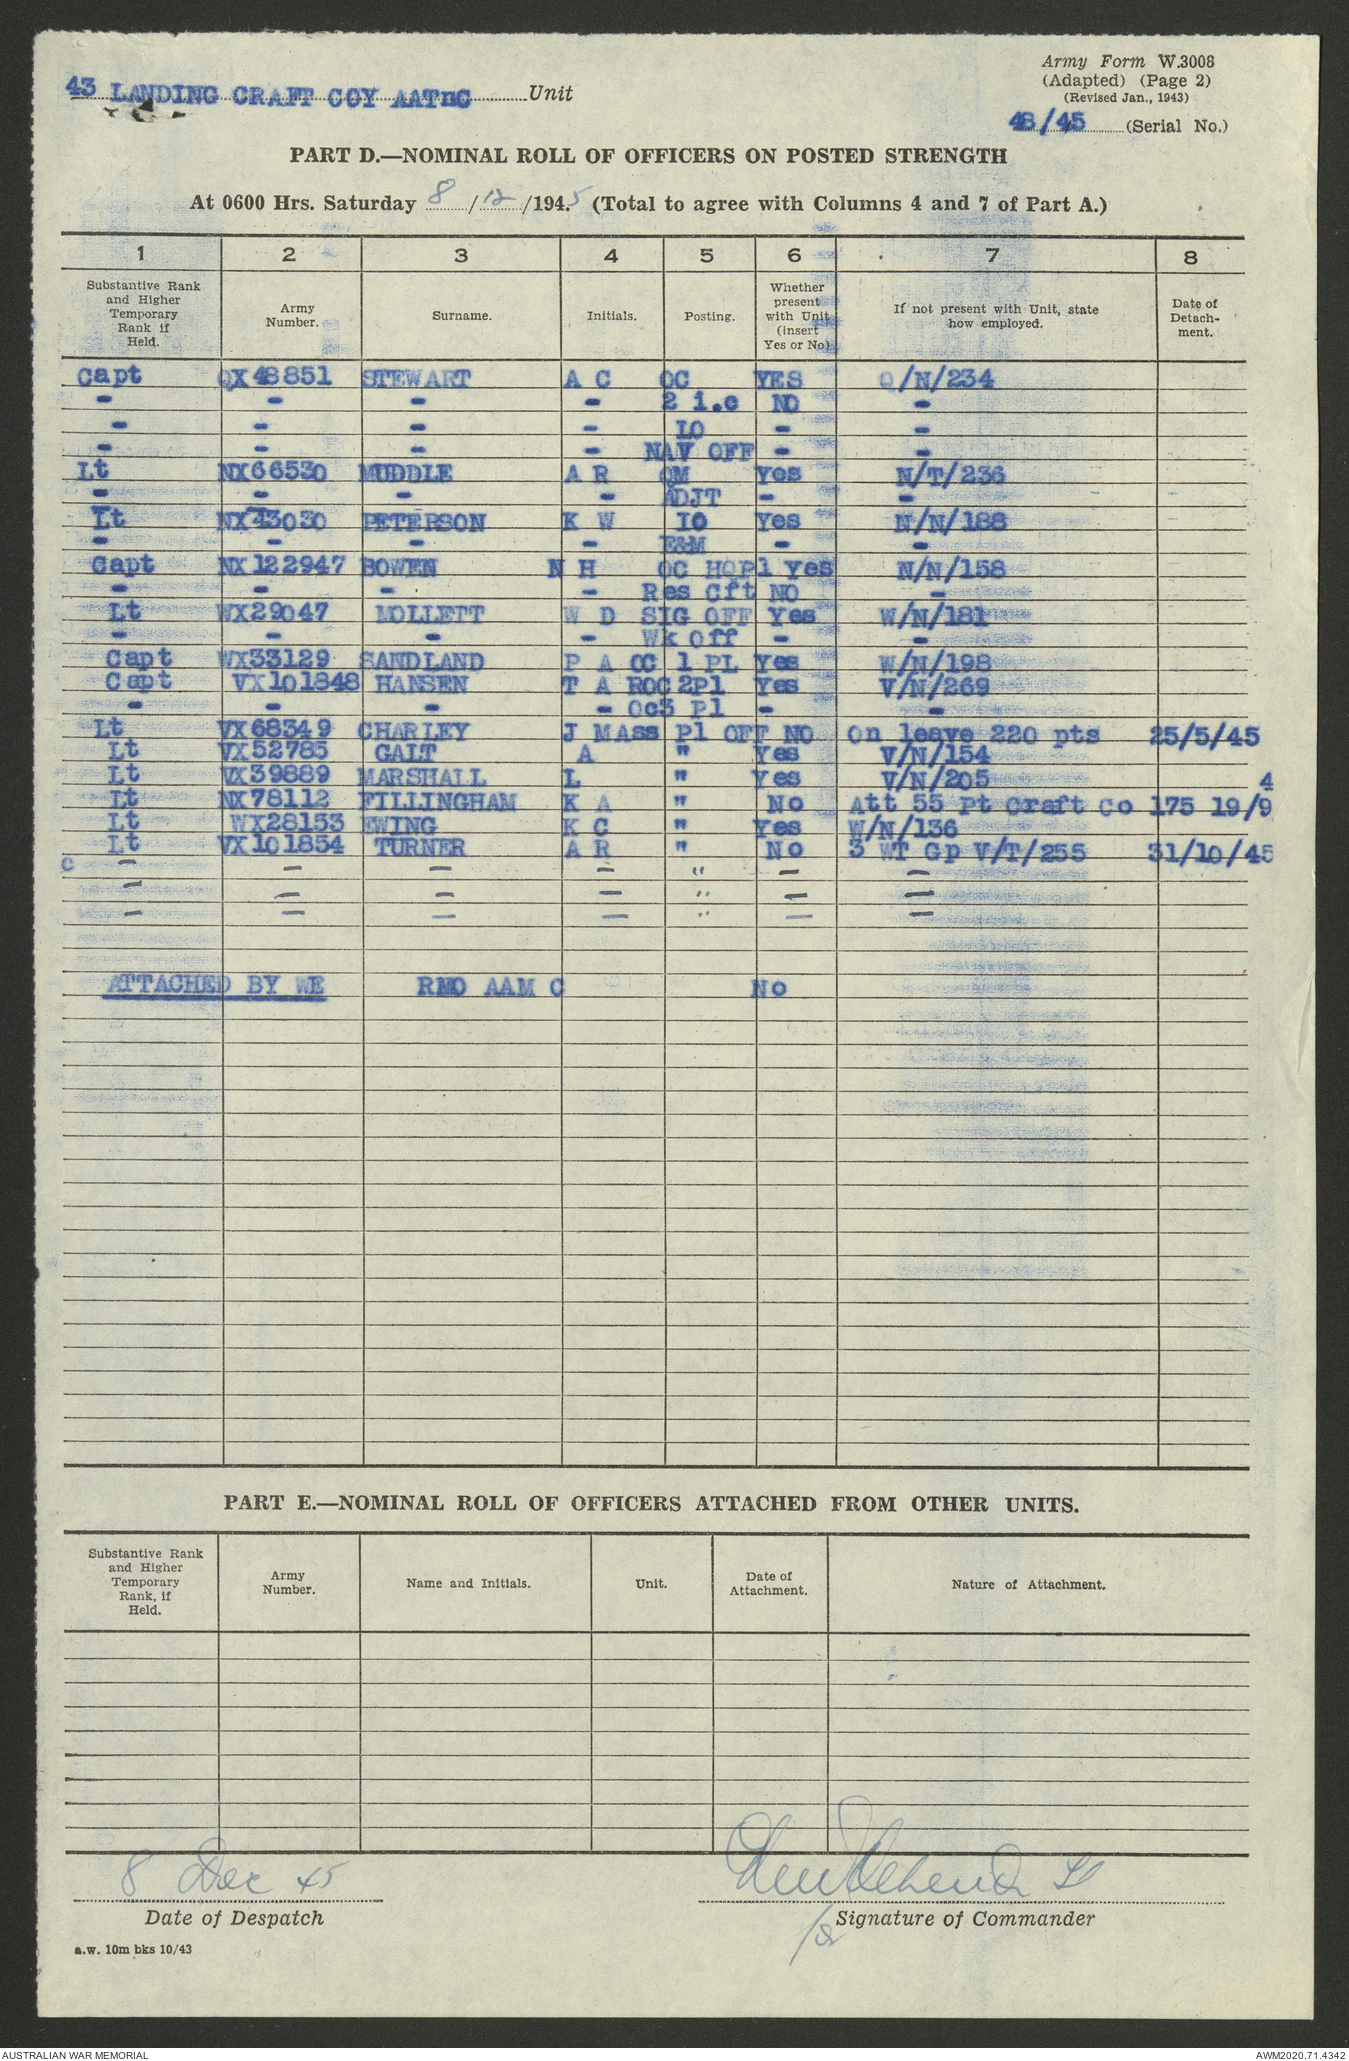 Army Form W.3008
(Adapted) (Page 2)
(Revised Jan., 1943)
43 LANDING CRAFT COY AATnC Unit
48/45 (Serial No.)
PART D.—NOMINAL ROLL OF OFFICERS ON POSTED STRENGTH
At 0600 Hrs. Saturday 8/12/1945 (Total to agree with Columns 4 and 7 of Part A.)
1 2 3 4 5 6 7 8
Substantive Rank and Higher Temporary Rank if Held. Army Number. Surname. Initials. Posting. Whether present with Unit (insert Yes or No) If not present with Unit, state how employed. Date of Detach-ment.
Capt QX48851 STEWART A C OC YES Q/N/234
- - - - 2 i.c NO -
- - - - LO - -
- - - - NAV OFF - -
Lt NX66530 MUDDLE A R QM Yes N/T/236
- - - - ADJT - -
Lt NX43030 PETERSON K W IO Yes N/N/188
- - - - E&M - -
Capt NX122947 BOWEN N H OC HQPl Yes N/N/158
- - - - Res Cft NO -
Lt WX29047 MOLLETT W D SIG OFF Yes W/N/181
- - - - Wk Off - -
Capt WX33129 SANDLAND P A OC 1 PL Yes W/N/198
Capt VX101848 HANSEN T A R OC 2Pl Yes V/N/269
- - - - Oc3 Pl - -
Lt VX68349 CHARLEY J M Ass Pl OFF NO On leave 220 pts 25/5/45
Lt VX52785 GALT A " Yes V/N/154
Lt VX39889 MARSHALL L " Yes V/N/205 4
Lt NX78112 FILLINGHAM K A " No Att 55 Pt Craft Co 175 19/9
Lt WX28153 EWING K C " Yes W/N/136
Lt VX101854 TURNER A R " No 3 WT Gp V/T/255 31/10/45
C - - - - " - -
- - - - " - -
- - - - " - -
ATTACHED BY WE RMO AAMC No
PART E.—NOMINAL ROLL OF OFFICERS ATTACHED FROM OTHER UNITS.
Substantive Rank and Higher Temporary Rank, if Held. Army Number. Name and Initials. Unit. Date of Attachment. Nature of Attachment.
8 Dec 45
Date of Despatch
Signature of Commander
a.w. 10m bks 10/43
AUSTRALIAN WAR MEMORIAL AWM2020.71.4342